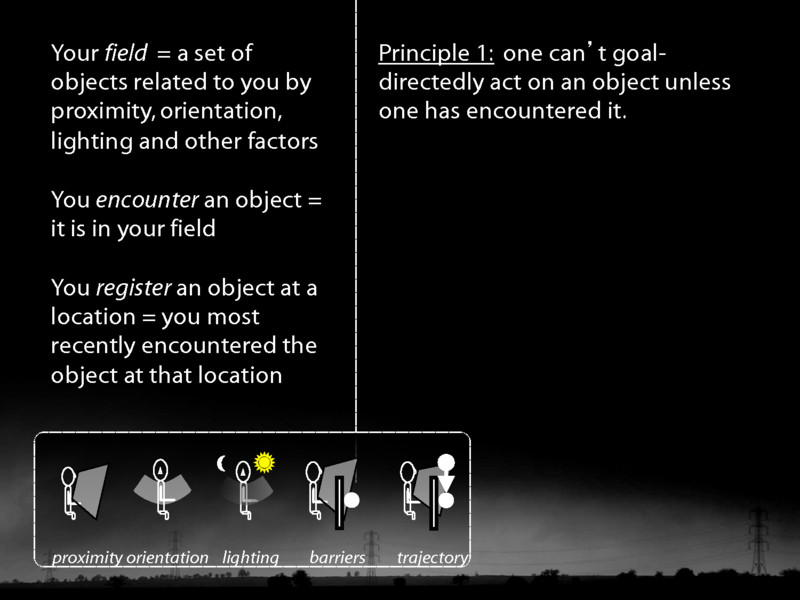 Your field = a set of
objects related to you by
proximity, orientation,
lighting and other factors
You encounter an object =
it is in your field
You register an object at a
location = you most
recently encountered the
object at that location
Principle 1: one can’t goal-
directedly act on an object unless
one has encountered it.
proximity orientation lighting barriers trajectory